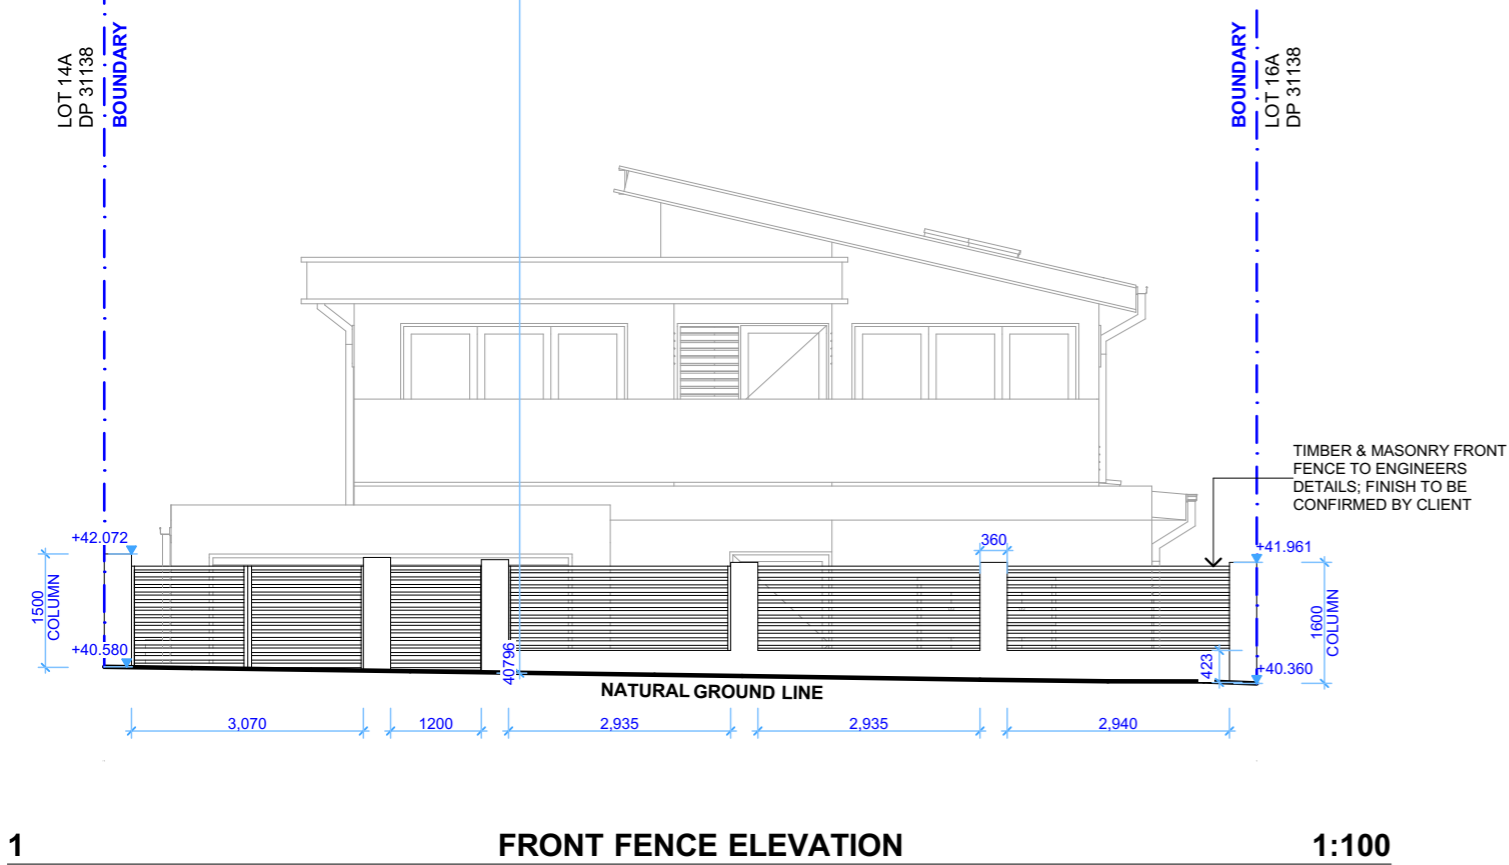 LOT 14A
DP 31138
BOUNDARY
BOUNDARY
LOT 16A
DP 31138
TIMBER & MASONRY FRONT
FENCE TO ENGINEERS
DETAILS; FINISH TO BE
CONFIRMED BY CLIENT
+42.072
360
+41.961
1500
COLUMN
1600
COLUMN
+40.580
40796
423
+40.360
NATURAL GROUND LINE
3,070
1200
2,935
2,935
2,940
1
FRONT FENCE ELEVATION
1:100